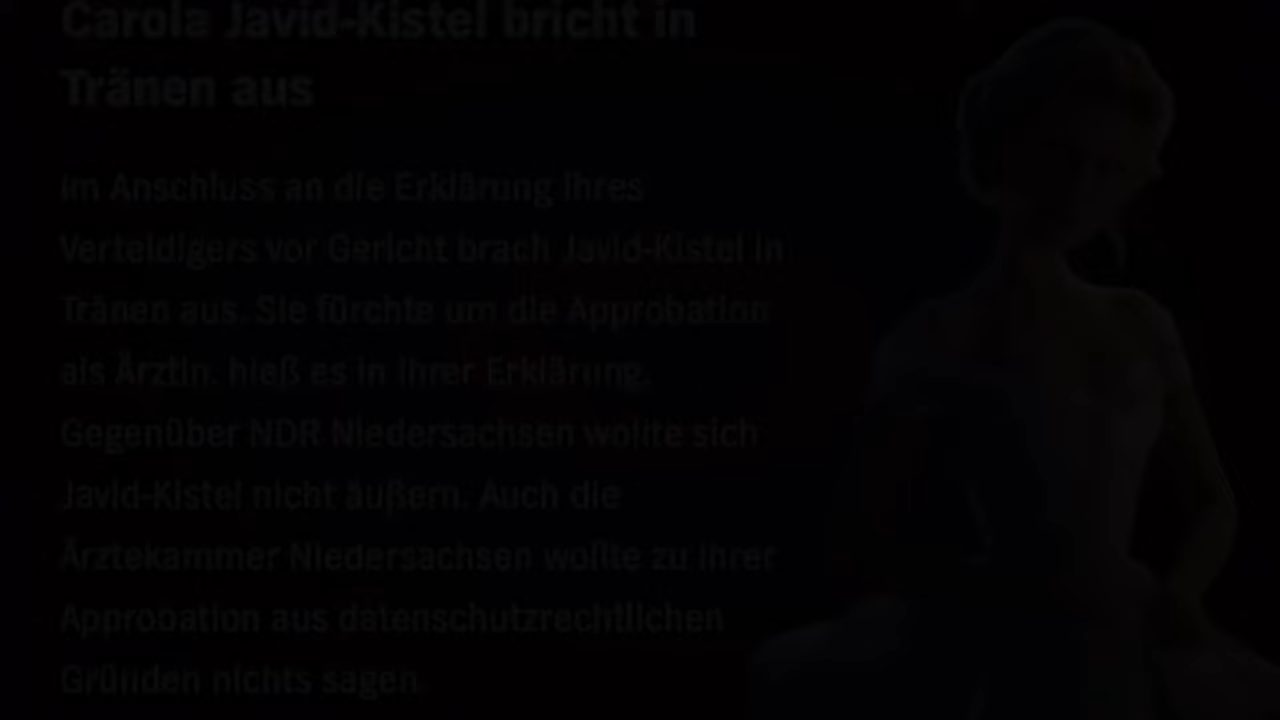 Carola Javid-Kistel bricht in
Tränen aus
Im Anschluss an die Erklärung ihres
Verteidigers vor Gericht brach Javid-Kistel in
Tränen aus. Sie fürchte um die Approbation
als Ärztin, hieß es in ihrer Erklärung.
Gegenüber NDR Niedersachsen wollte sich
Javid-Kistel nicht äußern. Auch die
Ärztekammer Niedersachsen wollte zu ihrer
Approbation aus datenschutzrechtlichen
Gründen nichts sagen.